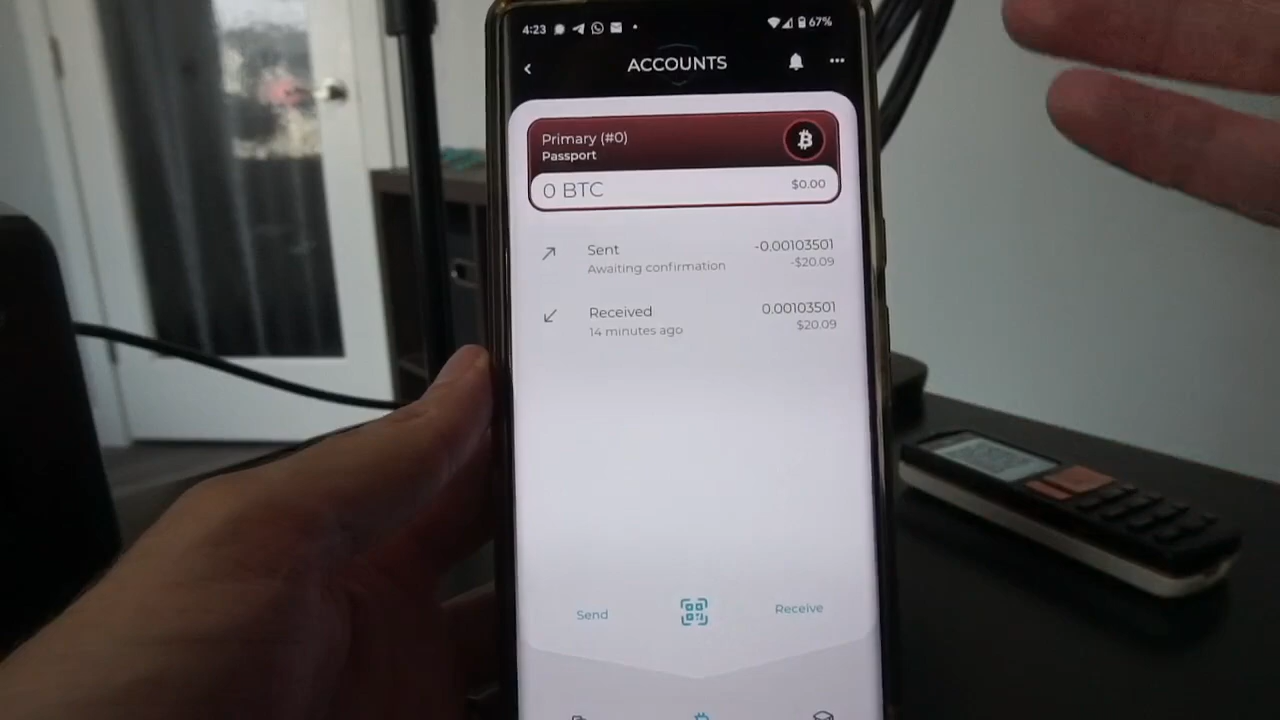 4:23 67%
ACCOUNTS
Primary (#0)
Passport
0 BTC $0.00
Sent -0.00103501
Awaiting confirmation -$20.09
Received 0.00103501
14 minutes ago $20.09
Send Receive